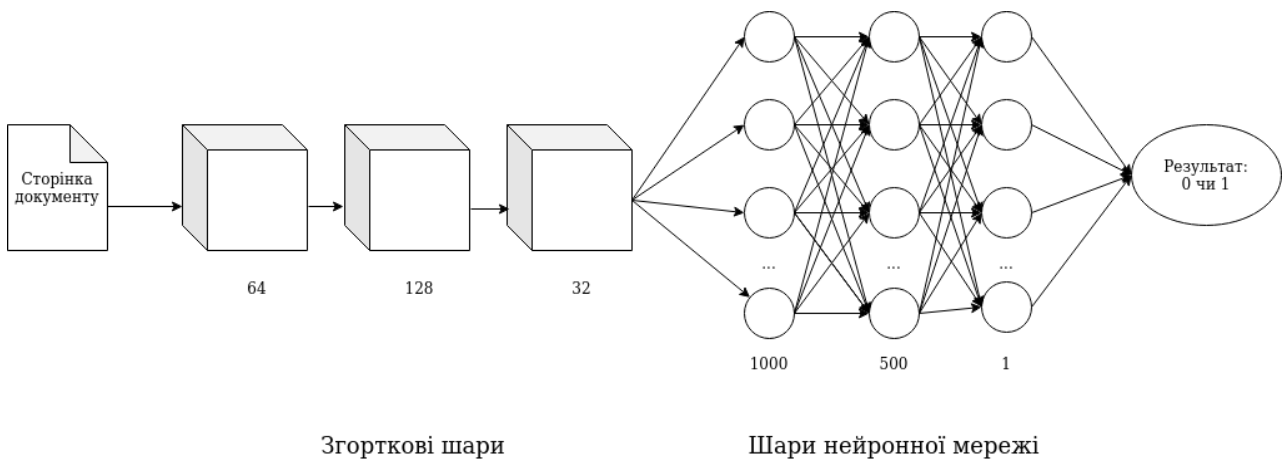 Сторінка
документу
64
128
32
...
...
...
1000
500
1
Результат:
0 чи 1
Згорткові шари
Шари нейронної мережі